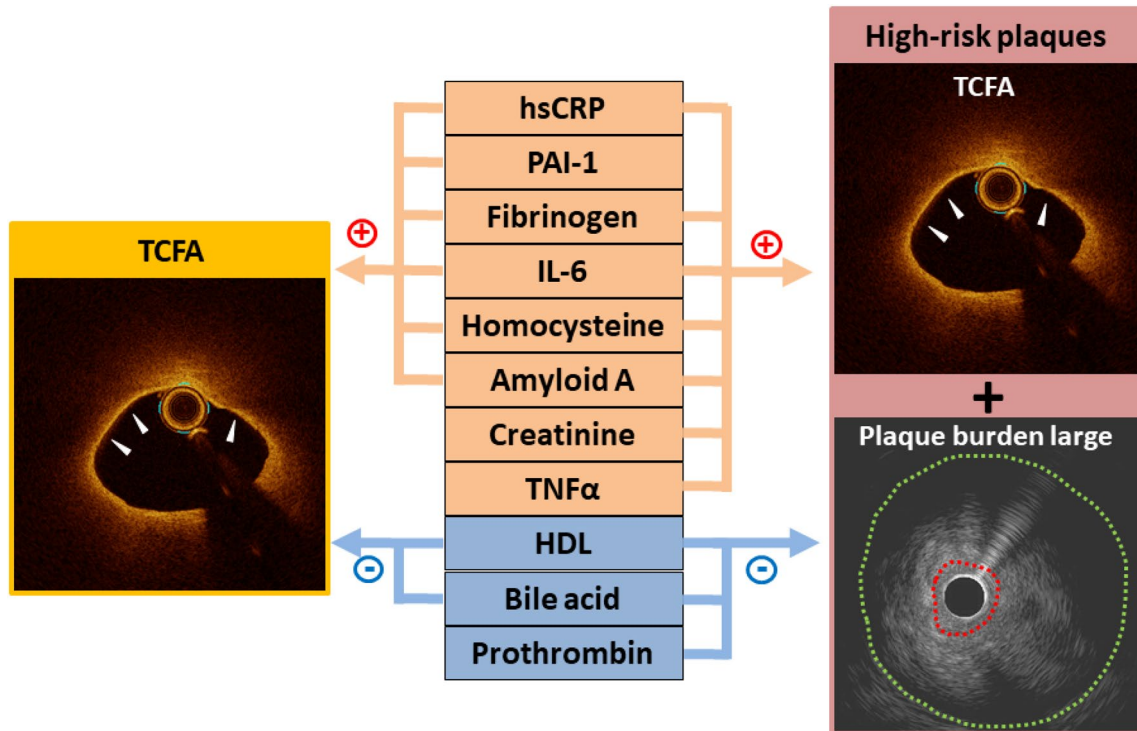 TCFA
+
-
hsCRP
PAI-1
Fibrinogen
IL-6
Homocysteine
Amyloid A
Creatinine
TNFα
HDL
Bile acid
Prothrombin
+
-
High-risk plaques
TCFA
+
Plaque burden large